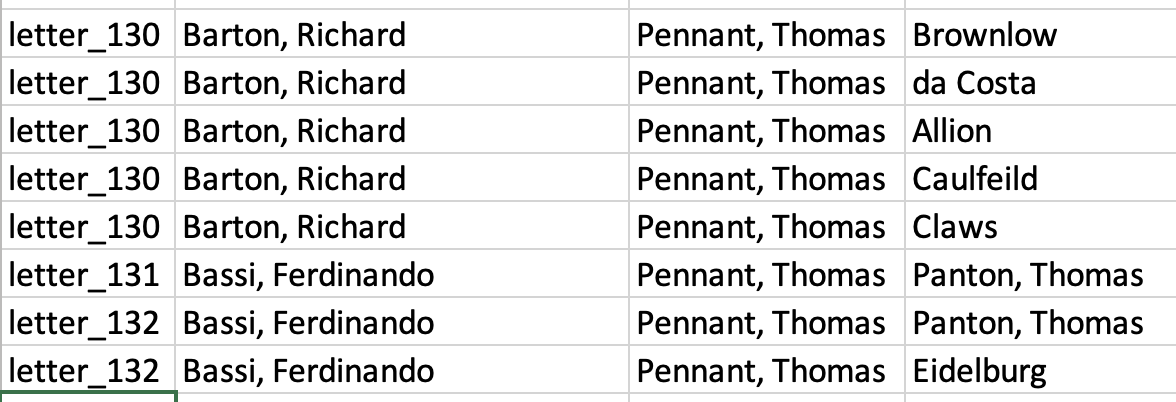 letter_130 Barton, Richard Pennant, Thomas Brownlow
letter_130 Barton, Richard Pennant, Thomas da Costa
letter_130 Barton, Richard Pennant, Thomas Allion
letter_130 Barton, Richard Pennant, Thomas Caulfeild
letter_130 Barton, Richard Pennant, Thomas Claws
letter_131 Bassi, Ferdinando Pennant, Thomas Panton, Thomas
letter_132 Bassi, Ferdinando Pennant, Thomas Panton, Thomas
letter_132 Bassi, Ferdinando Pennant, Thomas Eidelburg